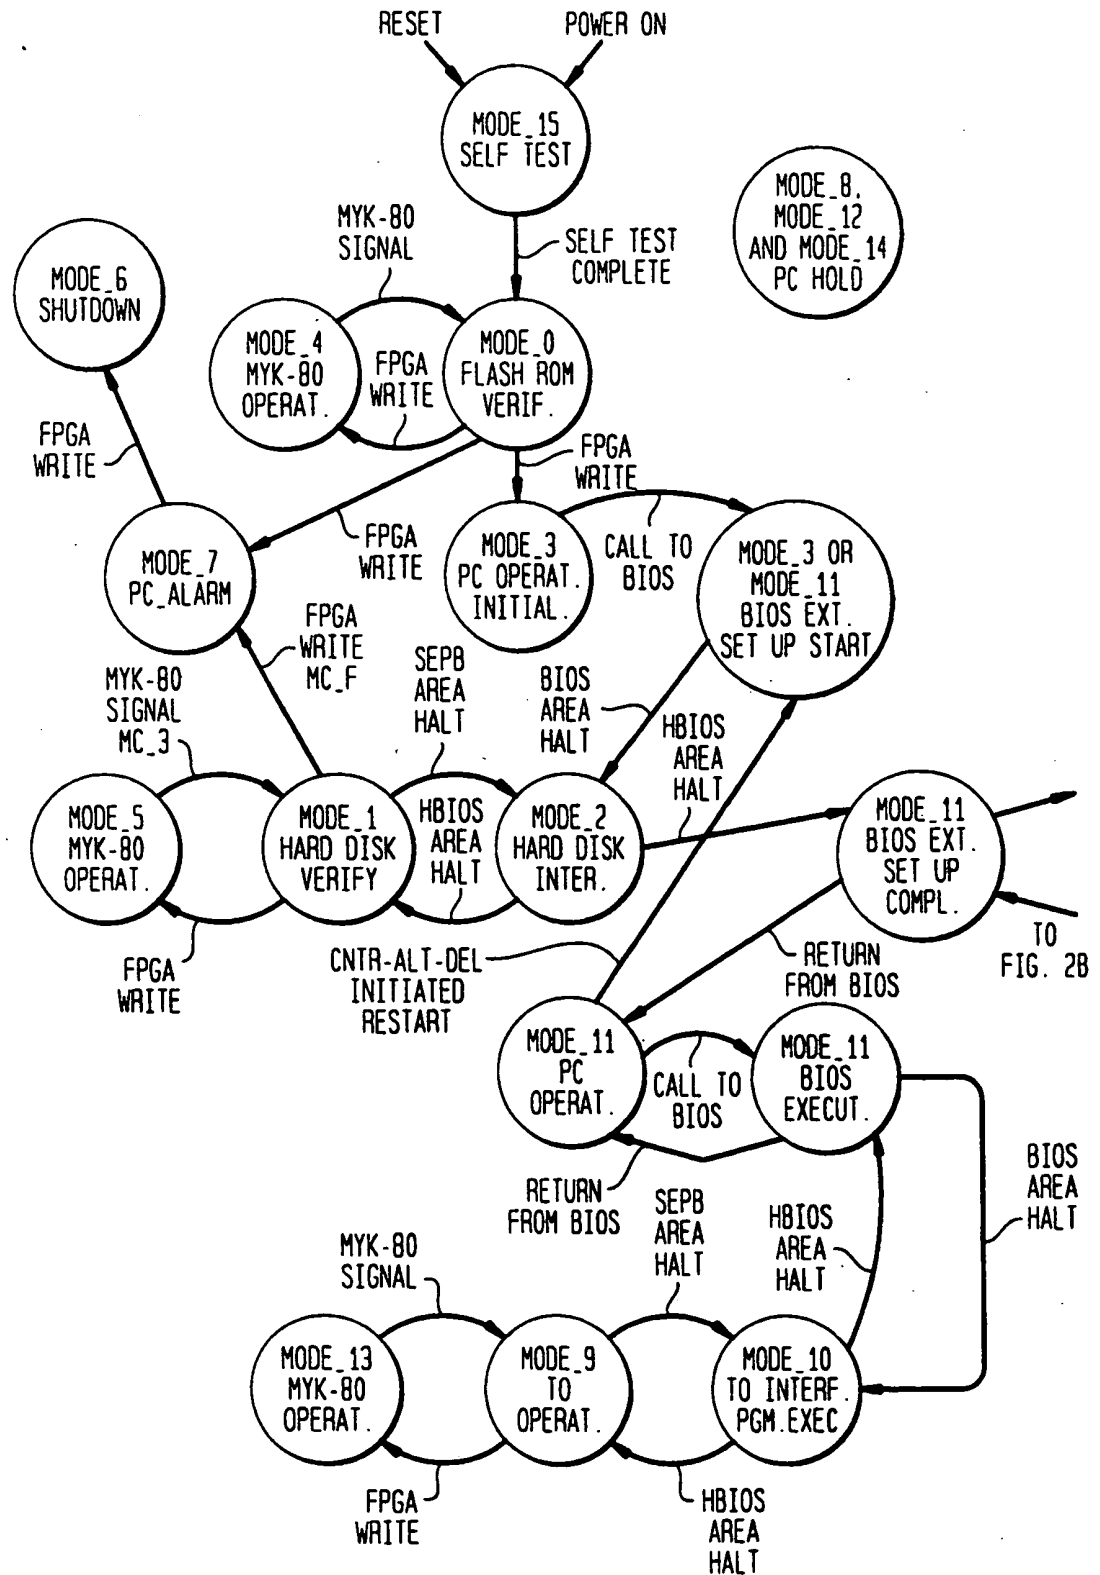 RESET
POWER ON
MODE_15
SELF TEST
MODE_8,
MODE_12
AND MODE_14
PC HOLD
MYK-80
SIGNAL
SELF TEST
COMPLETE
MODE_6
SHUTDOWN
MODE_4
MYK-80
OPERAT.
FPGA
WRITE
MODE_0
FLASH ROM
VERIF.
FPGA
WRITE
FPGA
WRITE
FPGA
WRITE
MODE_7
PC_ALARM
MODE_3
PC OPERAT.
INITIAL.
CALL TO
BIOS
MODE_3 OR
MODE_11
BIOS EXT.
SET UP START
FPGA
WRITE
MC_F
MYK-80
SIGNAL
MC_3
SEPB
AREA
HALT
BIOS
AREA
HALT
HBIOS
AREA
HALT
MODE_5
MYK-80
OPERAT.
MODE_1
HARD DISK
VERIFY
HBIOS
AREA
HALT
MODE_2
HARD DISK
INTER.
MODE_11
BIOS EXT.
SET UP
COMPL.
FPGA
WRITE
CNTR-ALT-DEL
INITIATED
RESTART
RETURN
FROM BIOS
TO
FIG. 2B
MODE_11
PC
OPERAT.
CALL TO
BIOS
MODE_11
BIOS
EXECUT.
RETURN
FROM BIOS
SEPB
AREA
HALT
HBIOS
AREA
HALT
BIOS
AREA
HALT
MYK-80
SIGNAL
MODE_13
MYK-80
OPERAT.
MODE_9
TO
OPERAT.
MODE_10
TO INTERF.
PGM.EXEC
FPGA
WRITE
HBIOS
AREA
HALT